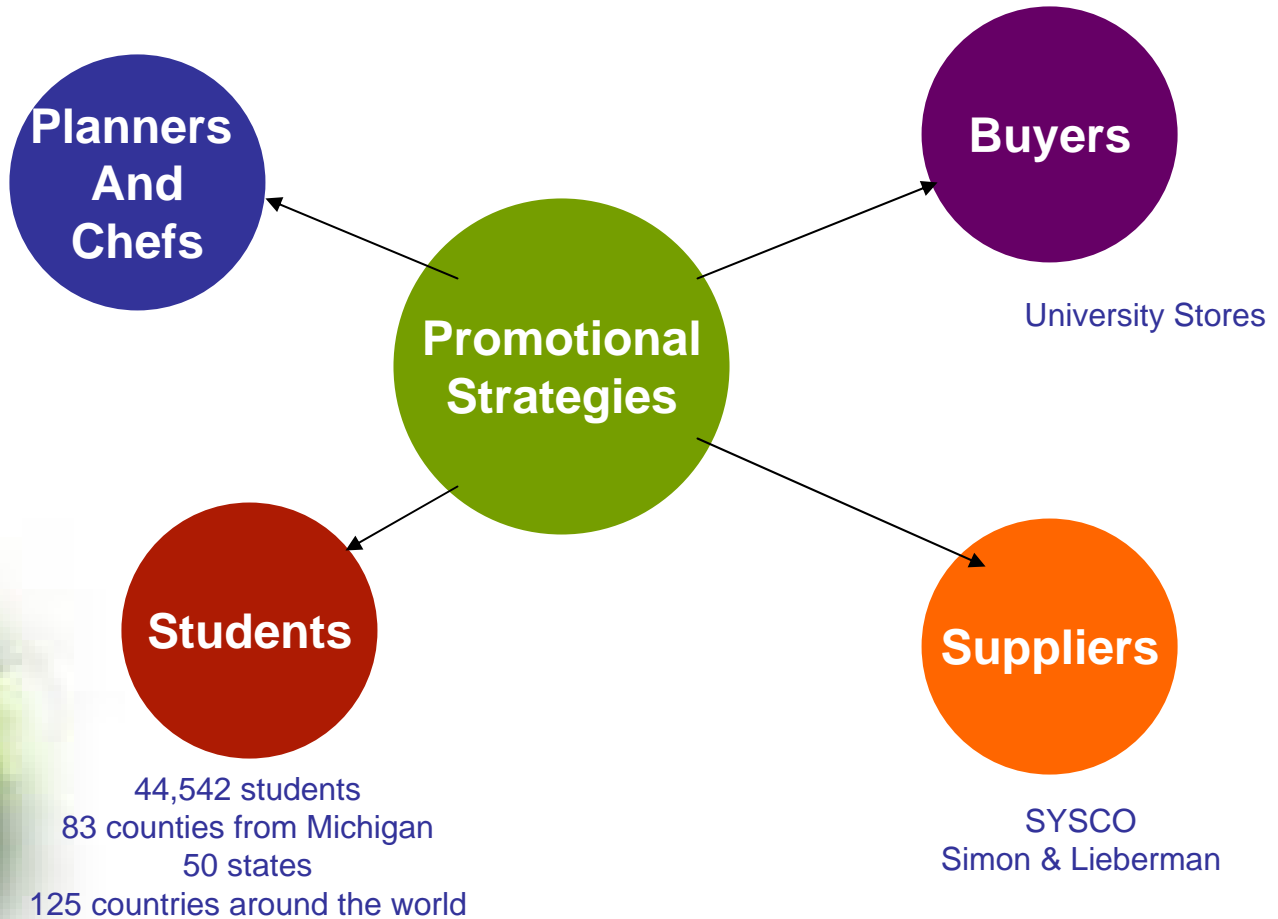 Planners
And
Chefs
Buyers
University Stores
Promotional
Strategies
Students
44,542 students
83 counties from Michigan
50 states
125 countries around the world
Suppliers
SYSCO
Simon & Lieberman